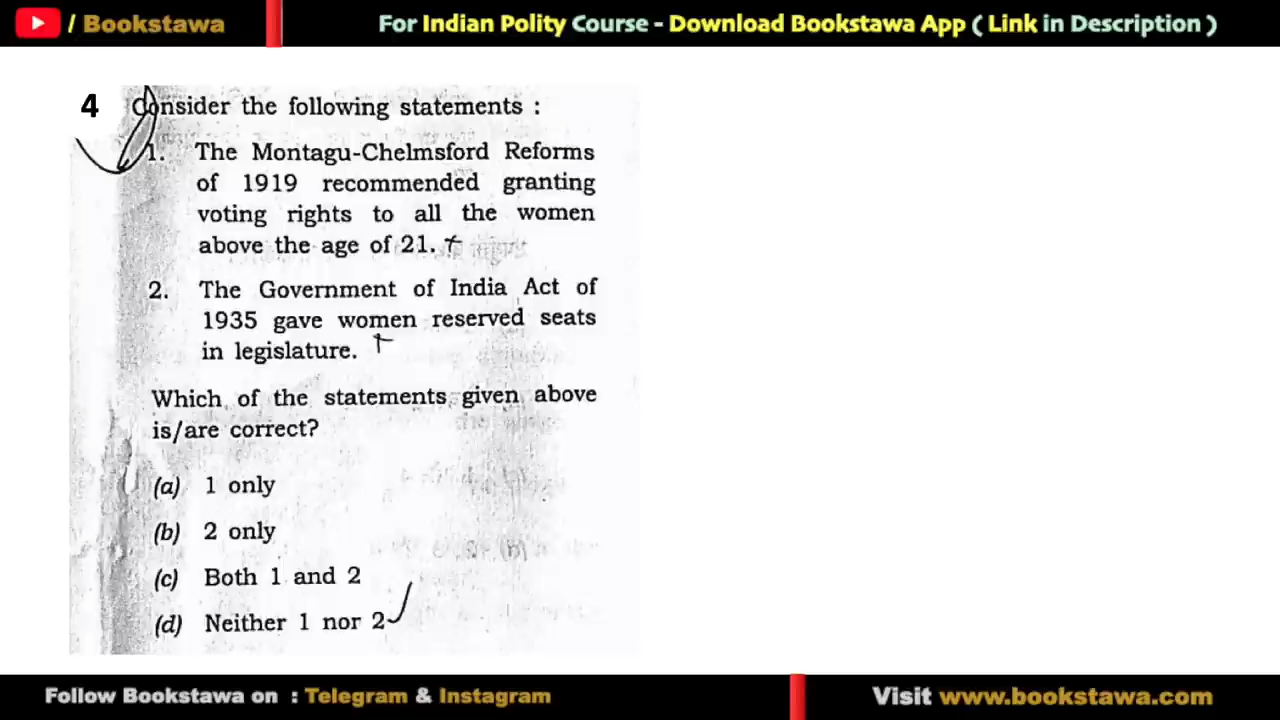 / Bookstawa
For Indian Polity Course - Download Bookstawa App ( Link in Description )
4 Consider the following statements :
1. The Montagu-Chelmsford Reforms
of 1919 recommended granting
voting rights to all the women
above the age of 21.
2. The Government of India Act of
1935 gave women reserved seats
in legislature.
Which of the statements given above
is/are correct?
(a) 1 only
(b) 2 only
(c) Both 1 and 2
(d) Neither 1 nor 2
Follow Bookstawa on : Telegram & Instagram
Visit www.bookstawa.com